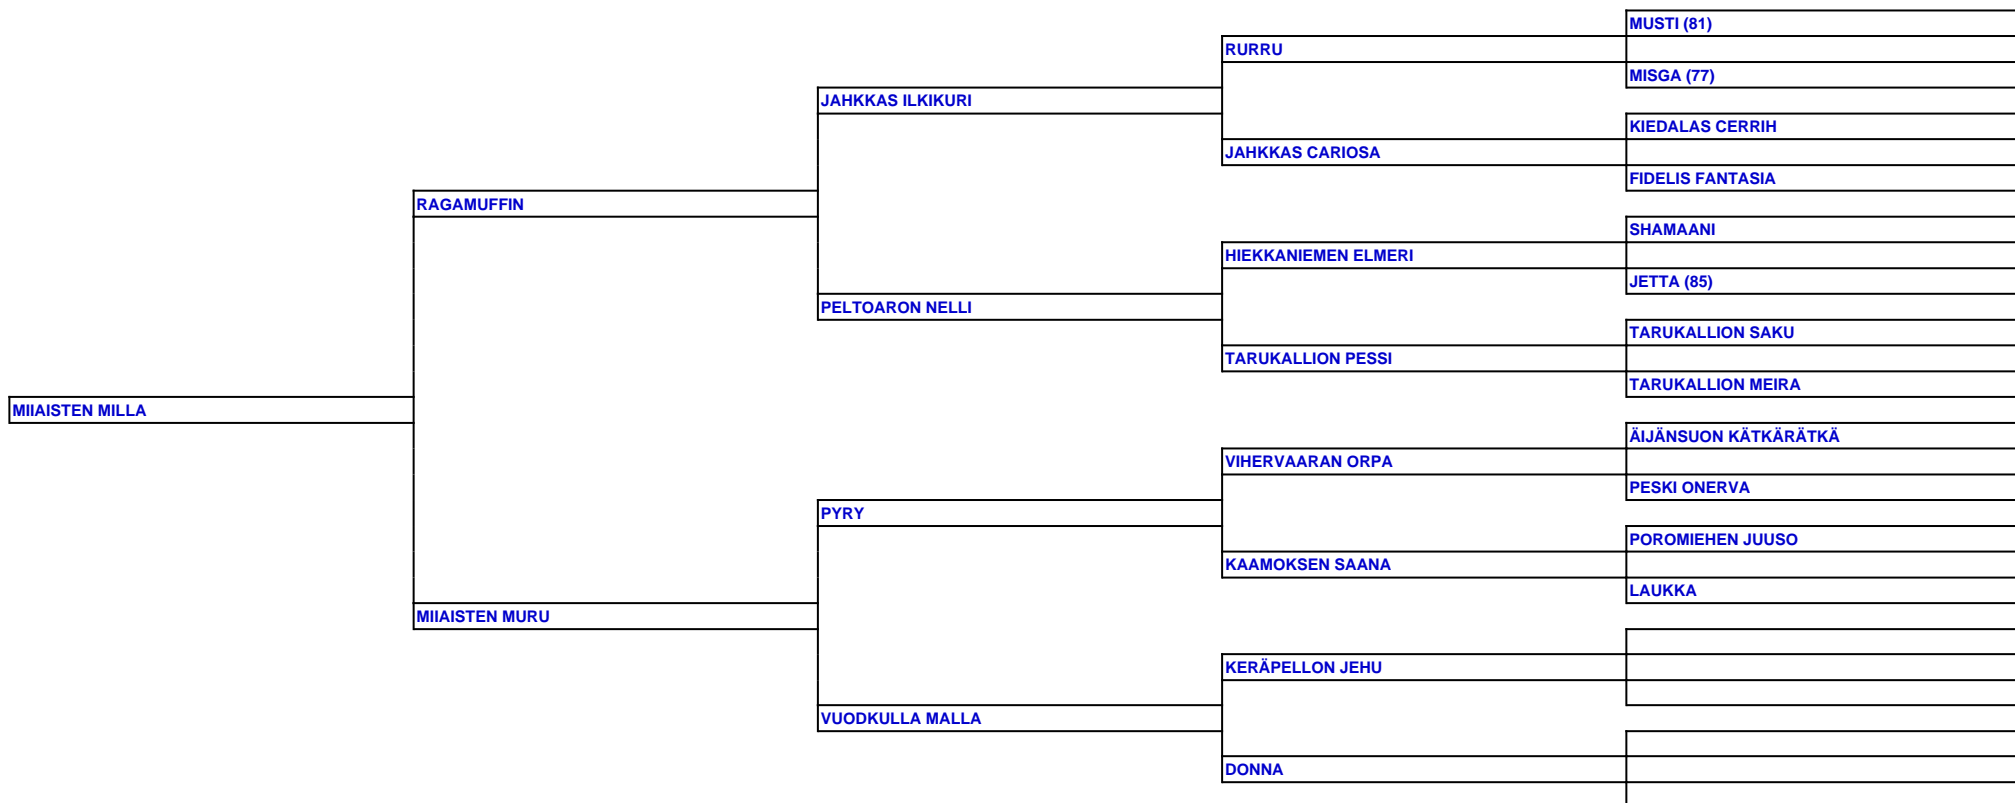 MUSTI (81)
RURRU
MISGA (77)
JAHKKAS ILKIKURI
KIEDALAS CERRIH
JAHKKAS CARIOSA
FIDELIS FANTASIA
RAGAMUFFIN
SHAMAANI
HIEKKANIEMEN ELMERI
JETTA (85)
PELTOARON NELLI
TARUKALLION SAKU
TARUKALLION PESSI
TARUKALLION MEIRA
MIIAISTEN MILLA
ÄIJÄNSUON KÄTKÄRÄTKÄ
VIHERVAARAN ORPA
PESKI ONERVA
PYRY
POROMIEHEN JUUSO
KAAMOKSEN SAANA
LAUKKA
MIIAISTEN MURU
KERÄPELLON JEHU
VUODKULLA MALLA
DONNA